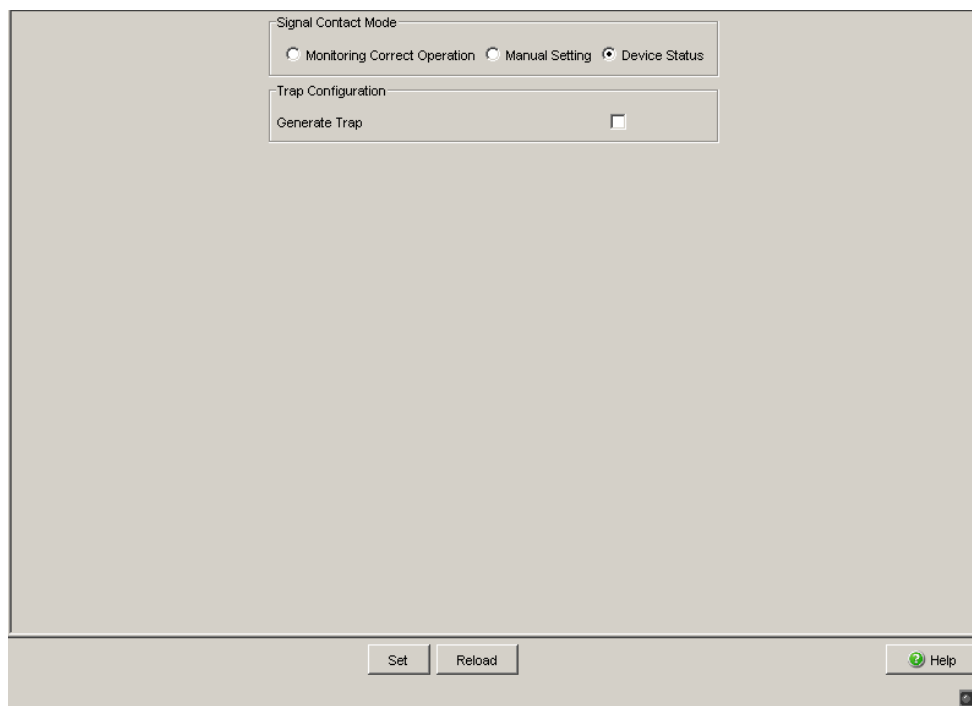 Signal Contact Mode
Monitoring Correct Operation Manual Setting Device Status
Trap Configuration
Generate Trap
Set Reload Help